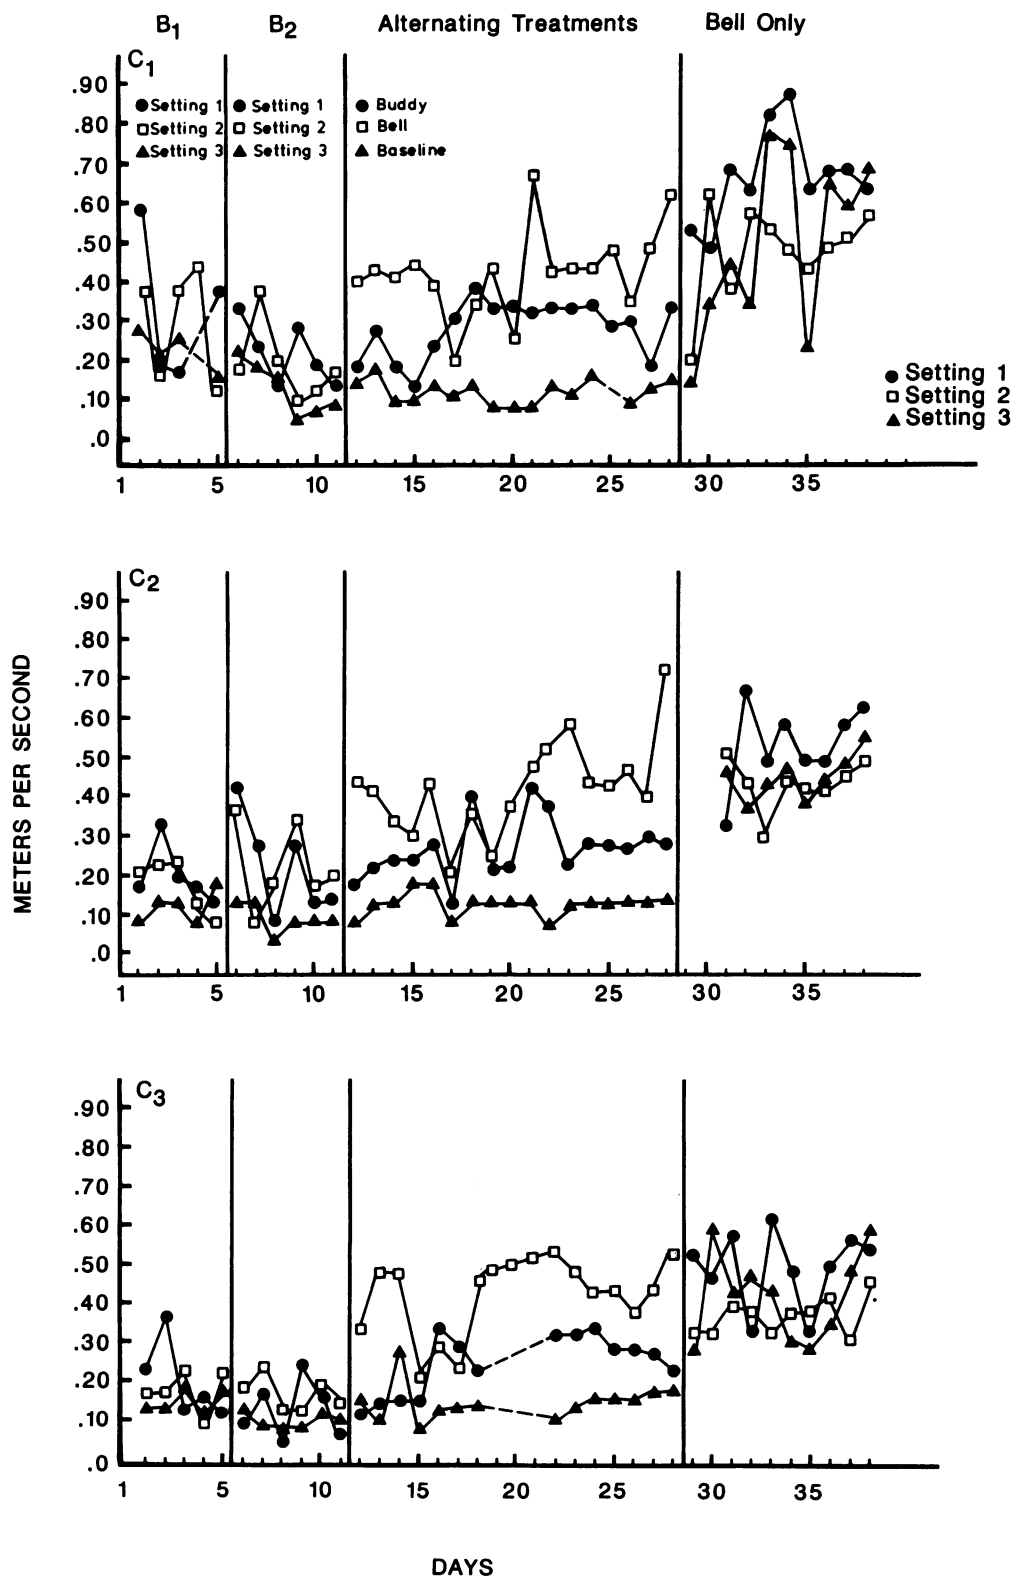 B1 B2 Alternating Treatments Bell Only
C1
.90
Setting 1 Setting 1 Buddy
Setting 2 Setting 2 Bell
Setting 3 Setting 3 Baseline
.80
.70
.60
.50
.40
.30
.20
.10
.0
Setting 1
Setting 2
Setting 3
1 5 10 15 20 25 30 35
C2
.90
.80
.70
.60
.50
.40
.30
.20
.10
.0
1 5 10 15 20 25 30 35
METERS PER SECOND
C3
.90
.80
.70
.60
.50
.40
.30
.20
.10
.0
1 5 10 15 20 25 30 35
DAYS